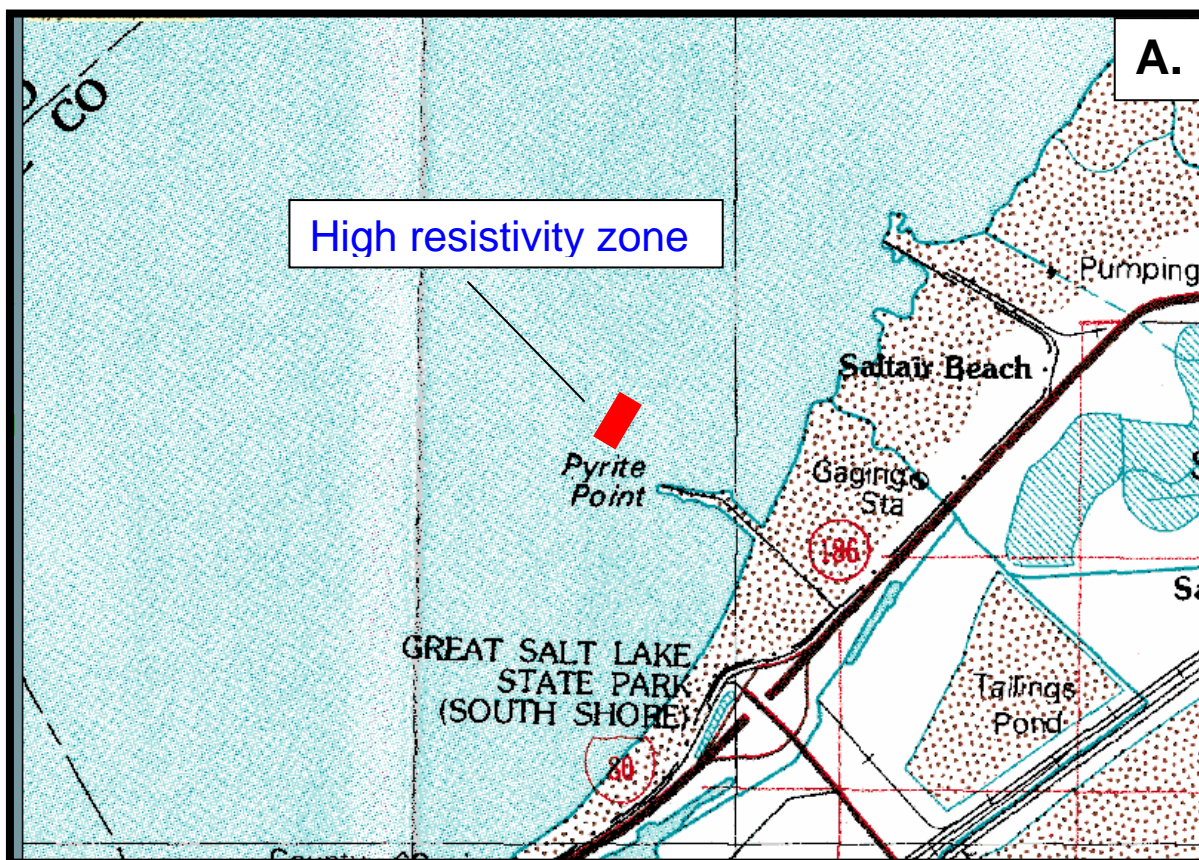 A.
CO
High resistivity zone
Pumping
Saltair Beach
Pyrite
Point
Gaging
Sta
186
GREAT SALT LAKE
STATE PARK
(SOUTH SHORE)
Tailings
Pond
80